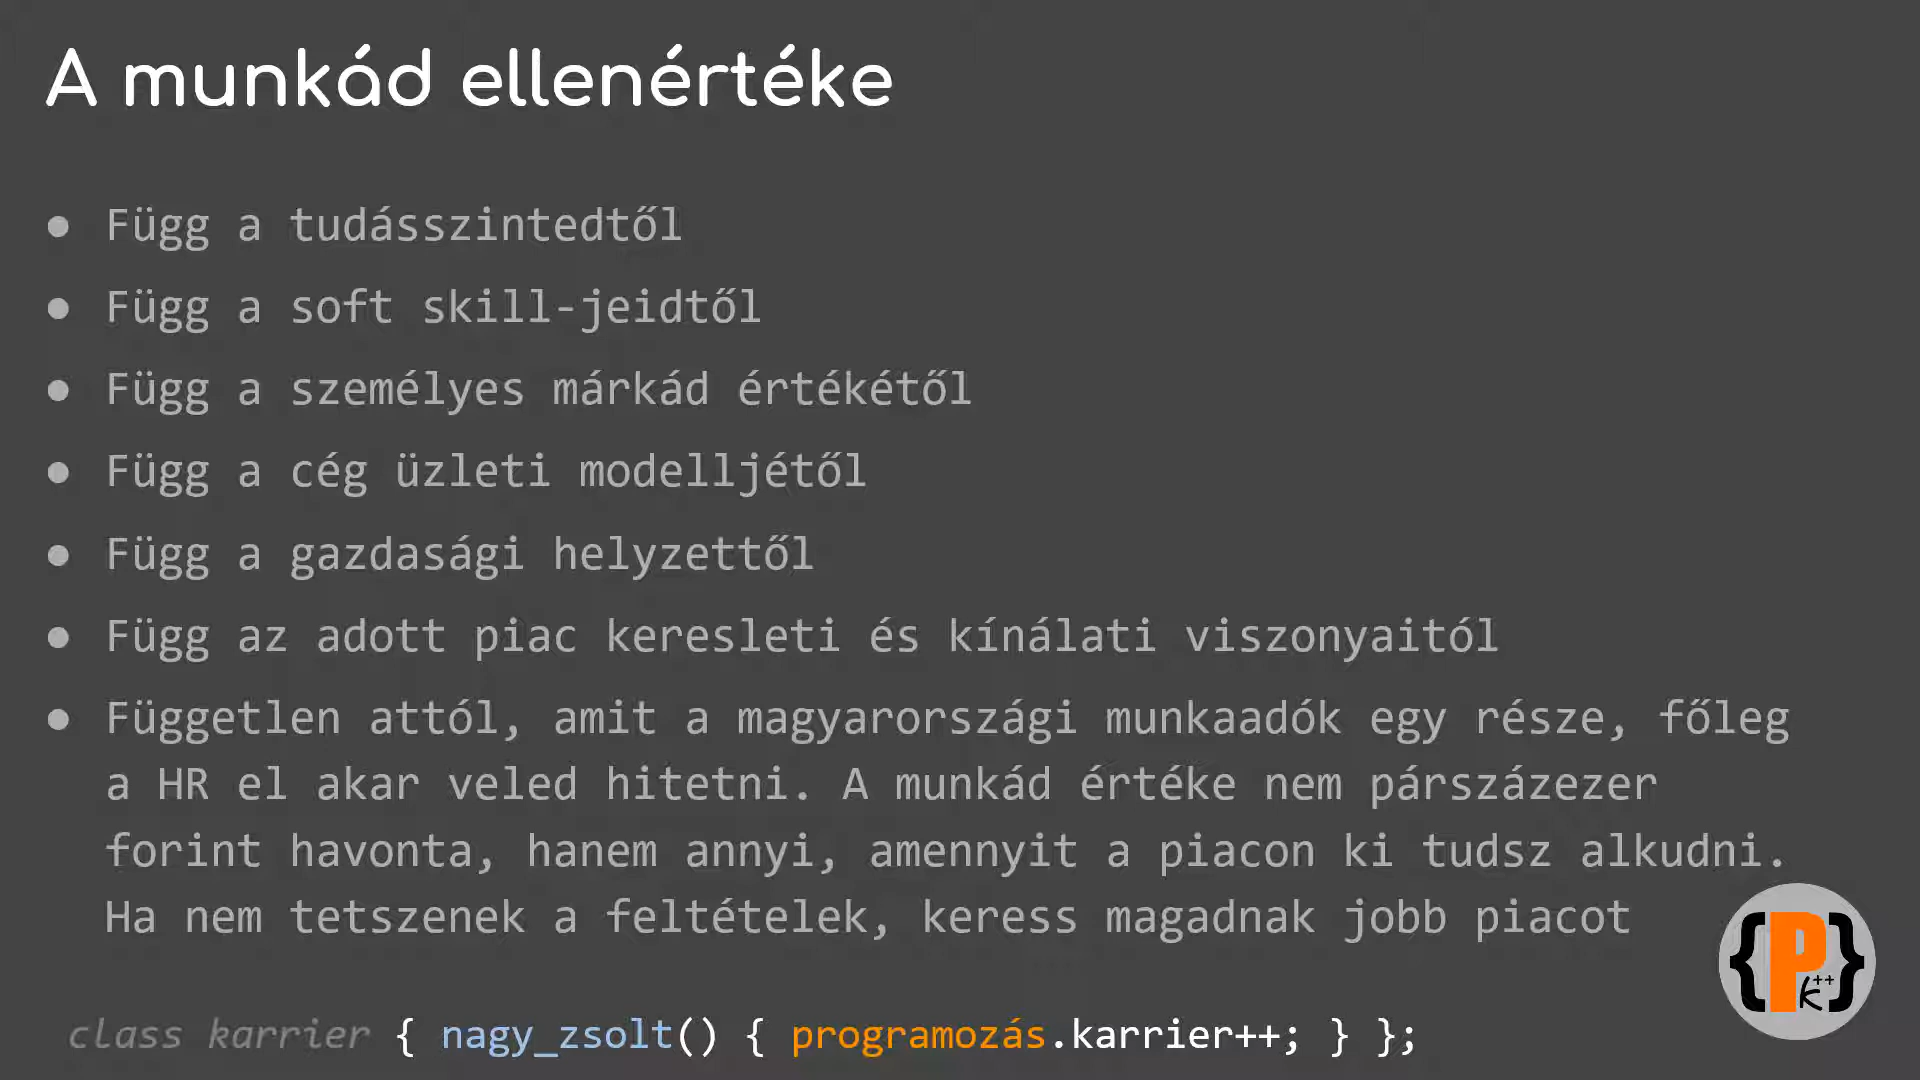 A munkád ellenértéke
● Függ a tudásszintedtől
● Függ a soft skill-jeidtől
● Függ a személyes márkád értékétől
● Függ a cég üzleti modelljétől
● Függ a gazdasági helyzettől
● Függ az adott piac keresleti és kínálati viszonyaitól
● Független attól, amit a magyarországi munkaadók egy része, főleg
a HR el akar veled hitetni. A munkád értéke nem párszázezer
forint havonta, hanem annyi, amennyit a piacon ki tudsz alkudni.
Ha nem tetszenek a feltételek, keress magadnak jobb piacot
{P k++}
class karrier { nagy_zsolt() { programozás.karrier++; } };